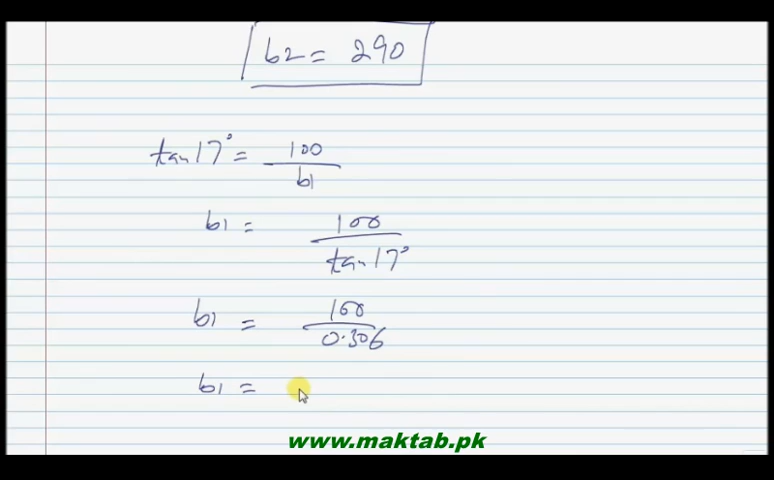 b2 = 290
tan 17° = 100 / b1
b1 = 100 / tan 17°
b1 = 100 / 0.306
b1 =
www.maktab.pk